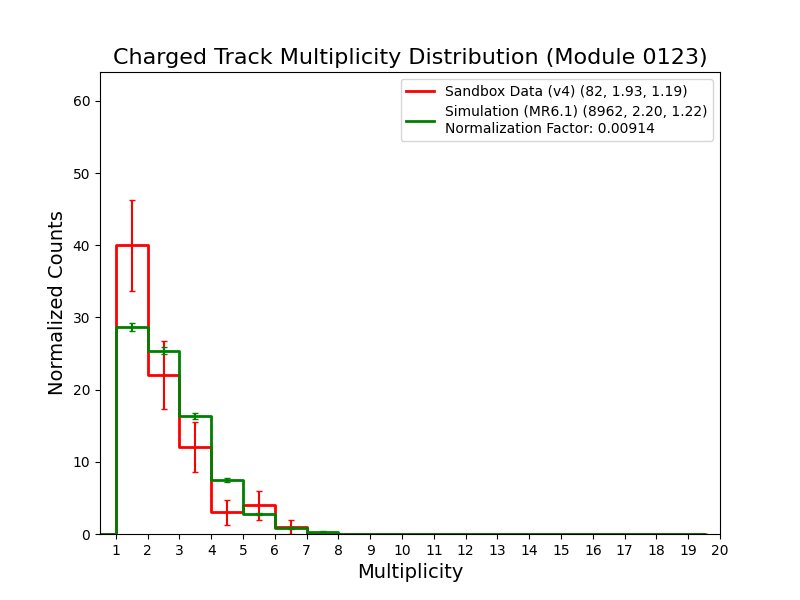 Charged Track Multiplicity Distribution (Module 0123)
Sandbox Data (v4) (82, 1.93, 1.19)
Simulation (MR6.1) (8962, 2.20, 1.22)
Normalization Factor: 0.00914
Normalized Counts
60
50
40
30
20
10
0
1 2 3 4 5 6 7 8 9 10 11 12 13 14 15 16 17 18 19 20
Multiplicity